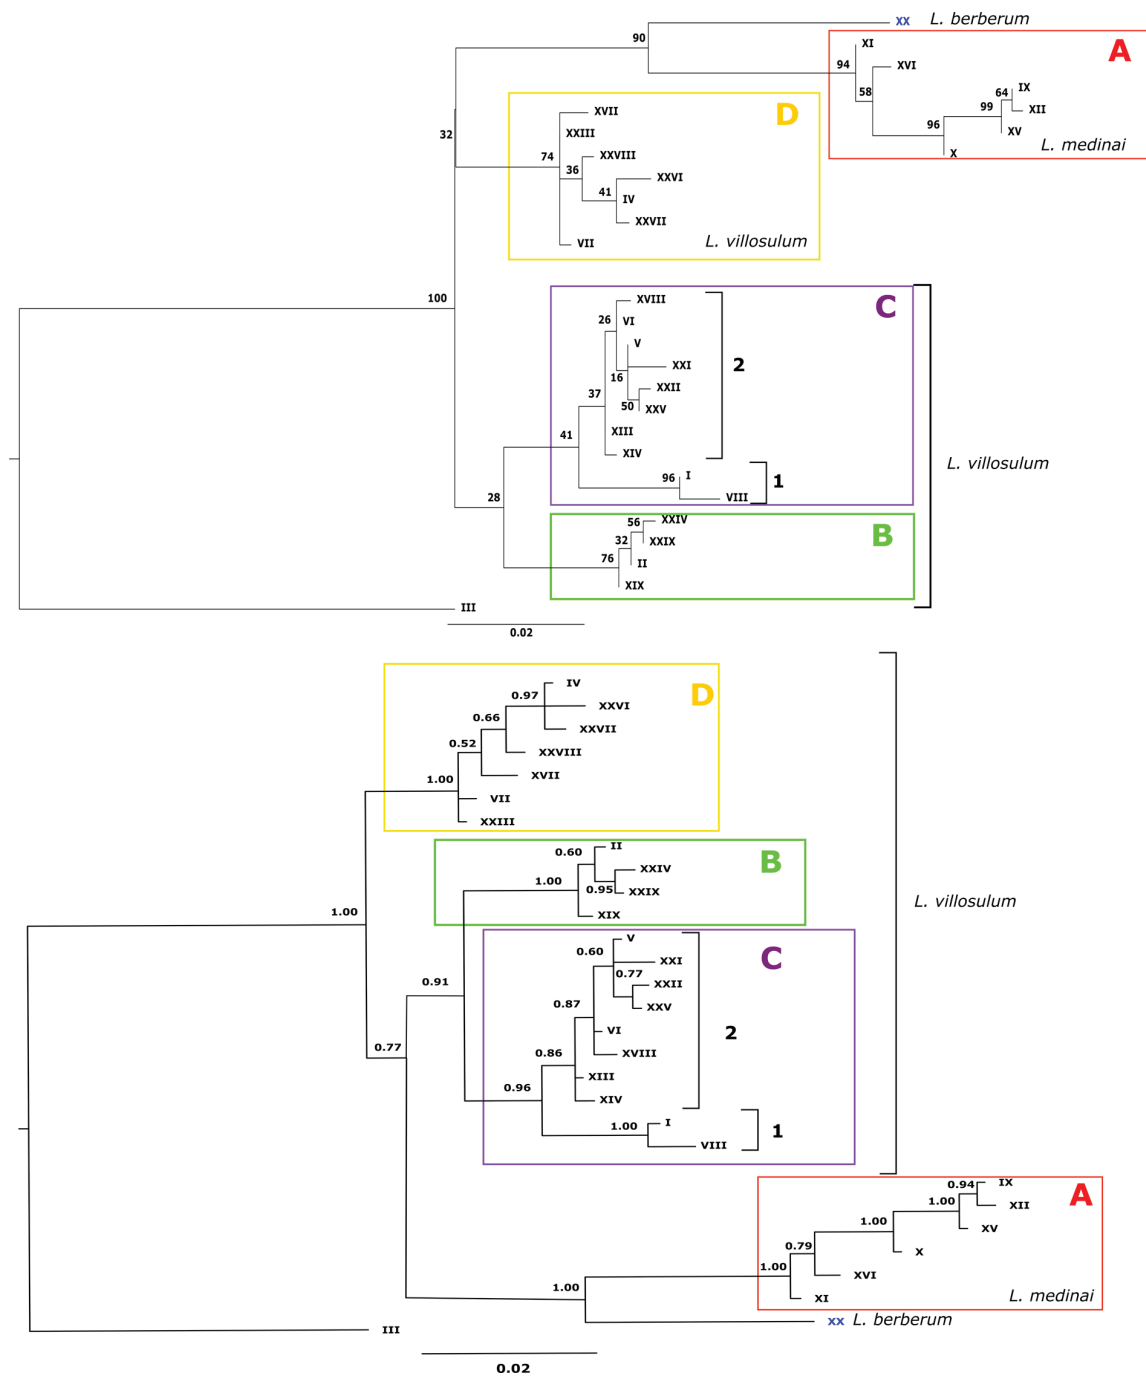 XX L. berberum
90
A
XI
94
XVI
58
64
IX
99
XII
96
XV
X
L. medinai
32
D
XVII
XXIII
74
XXVIII
36
XXVI
41
IV
XXVII
VII
L. villosulum
100
C
XVIII
26
VI
V
2
XXI
16
XXII
37
50
XXV
XIII
41
XIV
L. villosulum
96
I
1
VIII
28
B
56
XXIV
32
XXIX
76
II
XIX
III
0.02
D
IV
0.97
XXVI
0.66
XXVII
0.52
XXVIII
XVII
1.00
VII
XXIII
B
II
0.60
XXIV
1.00
0.95
XXIX
XIX
L. villosulum
1.00
C
V
0.60
XXI
0.77
XXII
0.91
0.87
XXV
VI
2
0.77
XVIII
0.86
XIII
0.96
XIV
I
1.00
1
VIII
A
0.94
IX
1.00
XII
1.00
XV
0.79
X
1.00
XVI
1.00
XI
L. medinai
xx L. berberum
III
0.02